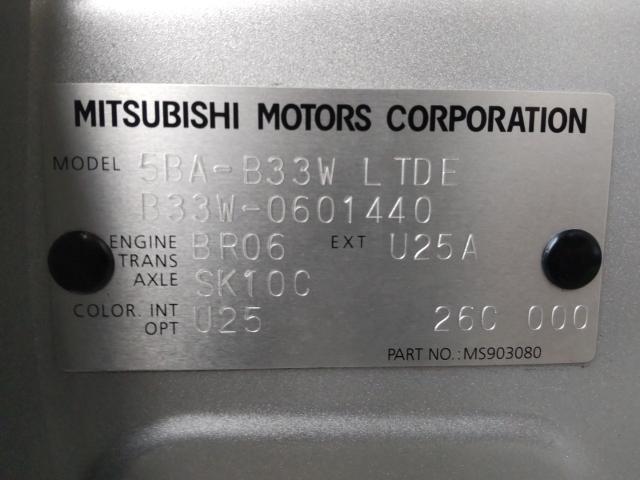 MITSUBISHI MOTORS CORPORATION
MODEL 5BA-B33W LTDE
B33W-0601440
ENGINE BR06 EXT U25A
TRANS AXLE SK10C
COLOR. INT OPT U25 26C 000
PART NO.: MS903080